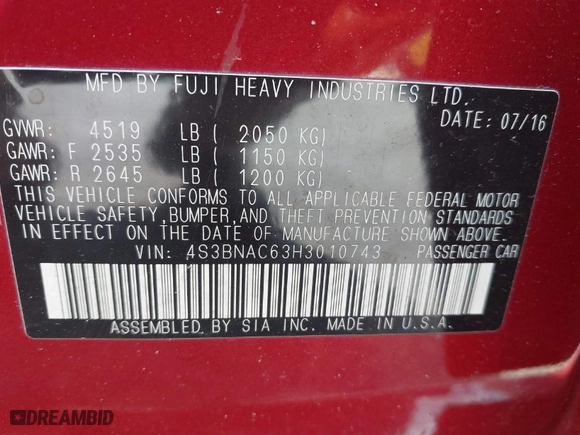 MFD BY FUJI HEAVY INDUSTRIES LTD.
DATE: 07/16
GVWR: 4519 LB ( 2050 KG)
GAWR: F 2535 LB ( 1150 KG)
GAWR: R 2645 LB ( 1200 KG)
THIS VEHICLE CONFORMS TO ALL APPLICABLE FEDERAL MOTOR
VEHICLE SAFETY, BUMPER, AND THEFT PREVENTION STANDARDS
IN EFFECT ON THE DATE OF MANUFACTURE SHOWN ABOVE.
VIN: 4S3BNAC63H3010743 PASSENGER CAR
ASSEMBLED BY SIA INC. MADE IN U.S.A.
DREAMBID